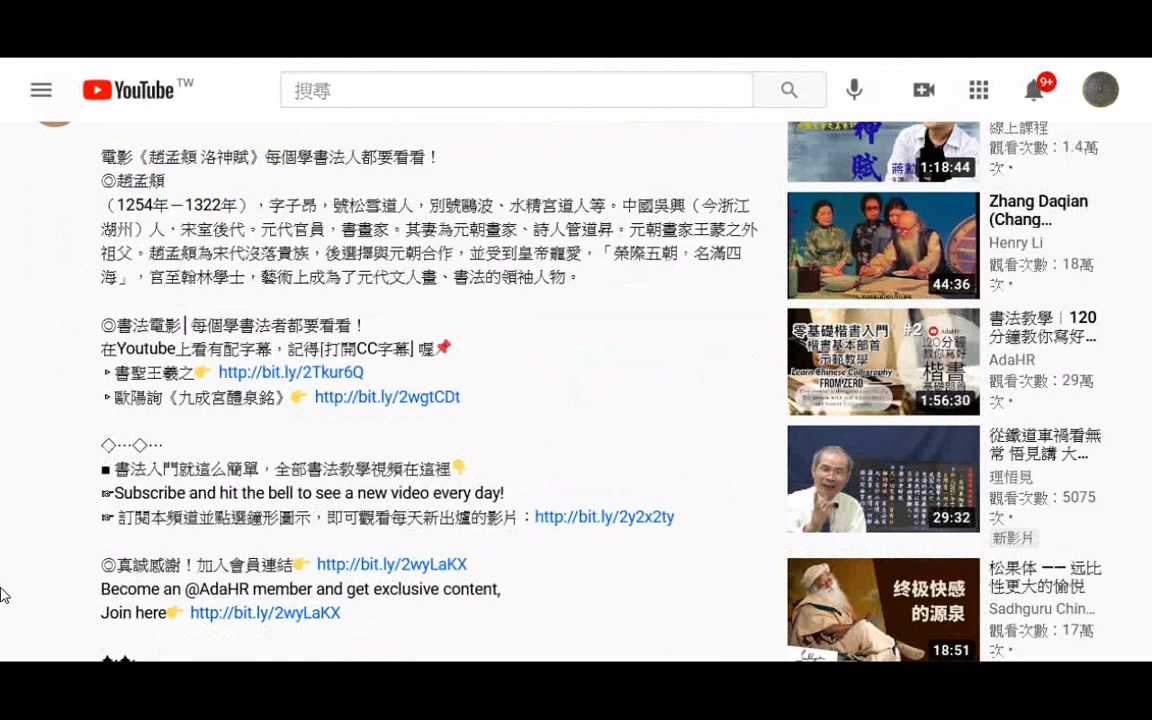 YouTube TW
搜尋
9+
電影《趙孟頫 洛神賦》每個學書法人都要看看！
◎趙孟頫
（1254年－1322年），字子昂，號松雪道人，別號鷗波、水精宮道人等。中國吳興（今浙江
湖州）人，宋室後代。元代官員，書畫家。其妻為元朝畫家、詩人管道昇。元朝畫家王蒙之外
祖父。趙孟頫為宋代沒落貴族，後選擇與元朝合作，並受到皇帝寵愛，「榮際五朝，名滿四
海」，官至翰林學士，藝術上成為了元代文人畫、書法的領袖人物。
◎書法電影│每個學書法者都要看看！
在Youtube上看有配字幕，記得[打開CC字幕] 喔📌
‣ 書聖王羲之👉 http://bit.ly/2Tkur6Q
‣ 歐陽詢《九成宮醴泉銘》👉 http://bit.ly/2wgtCDt
◇⋯◇⋯
■ 書法入門就這么簡單，全部書法教學視頻在這裡👇
☞Subscribe and hit the bell to see a new video every day!
☞ 訂閱本頻道並點選鐘形圖示，即可觀看每天新出爐的影片：http://bit.ly/2y2x2ty
◎真誠感謝！加入會員連結👉 http://bit.ly/2wyLaKX
Become an @AdaHR member and get exclusive content,
Join here👉 http://bit.ly/2wyLaKX
神
賦
蔣勳
1:18:44
線上課程
觀看次數：1.4萬
次・
44:36
Zhang Daqian
(Chang...
Henry Li
觀看次數：18萬
次・
零基礎楷書入門 #2
楷書基本部首
示範教學
Learn Chinese Calligraphy
FROM ZERO
AdaHR
120分鐘
教你寫好
楷書
基礎部首
1:56:30
書法教學︱120
分鐘教你寫好...
AdaHR
觀看次數：29萬
次・
29:32
從鐵道車禍看無
常 悟見講 大...
理悟見
觀看次數：5075
次・
新影片
终极快感
的源泉
Sadhguru
18:51
松果体 —— 远比
性更大的愉悦
Sadhguru Chin...
觀看次數：17萬
次・